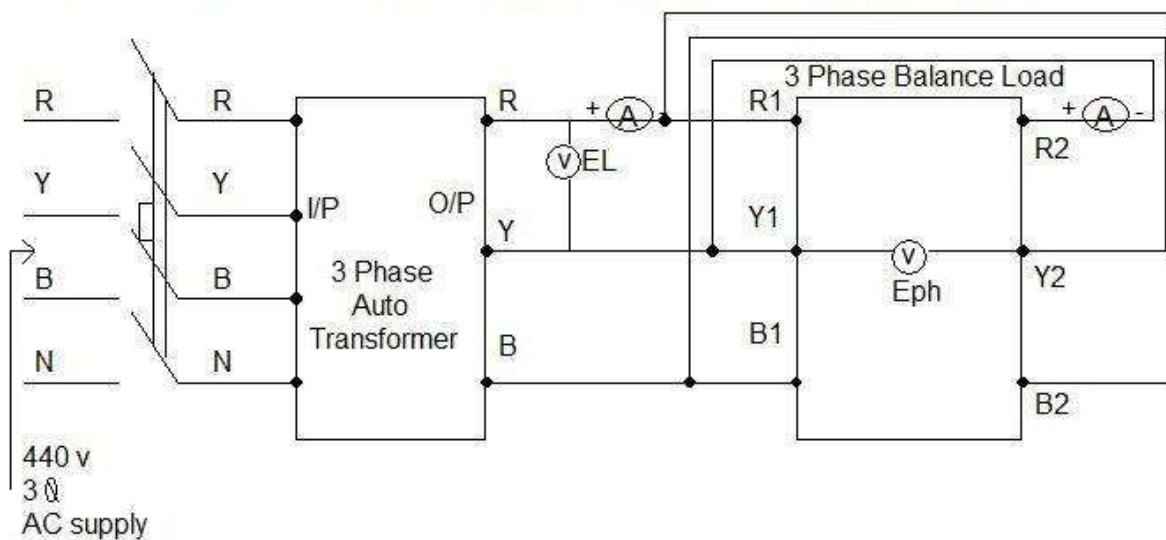 3 Phase Balance Load
R R R + A R1 + A -
V EL R2
Y Y I/P O/P Y Y1 V Y2
Eph
B B 3 Phase
Auto
Transformer B B1
N N B2
440 v
3
AC supply